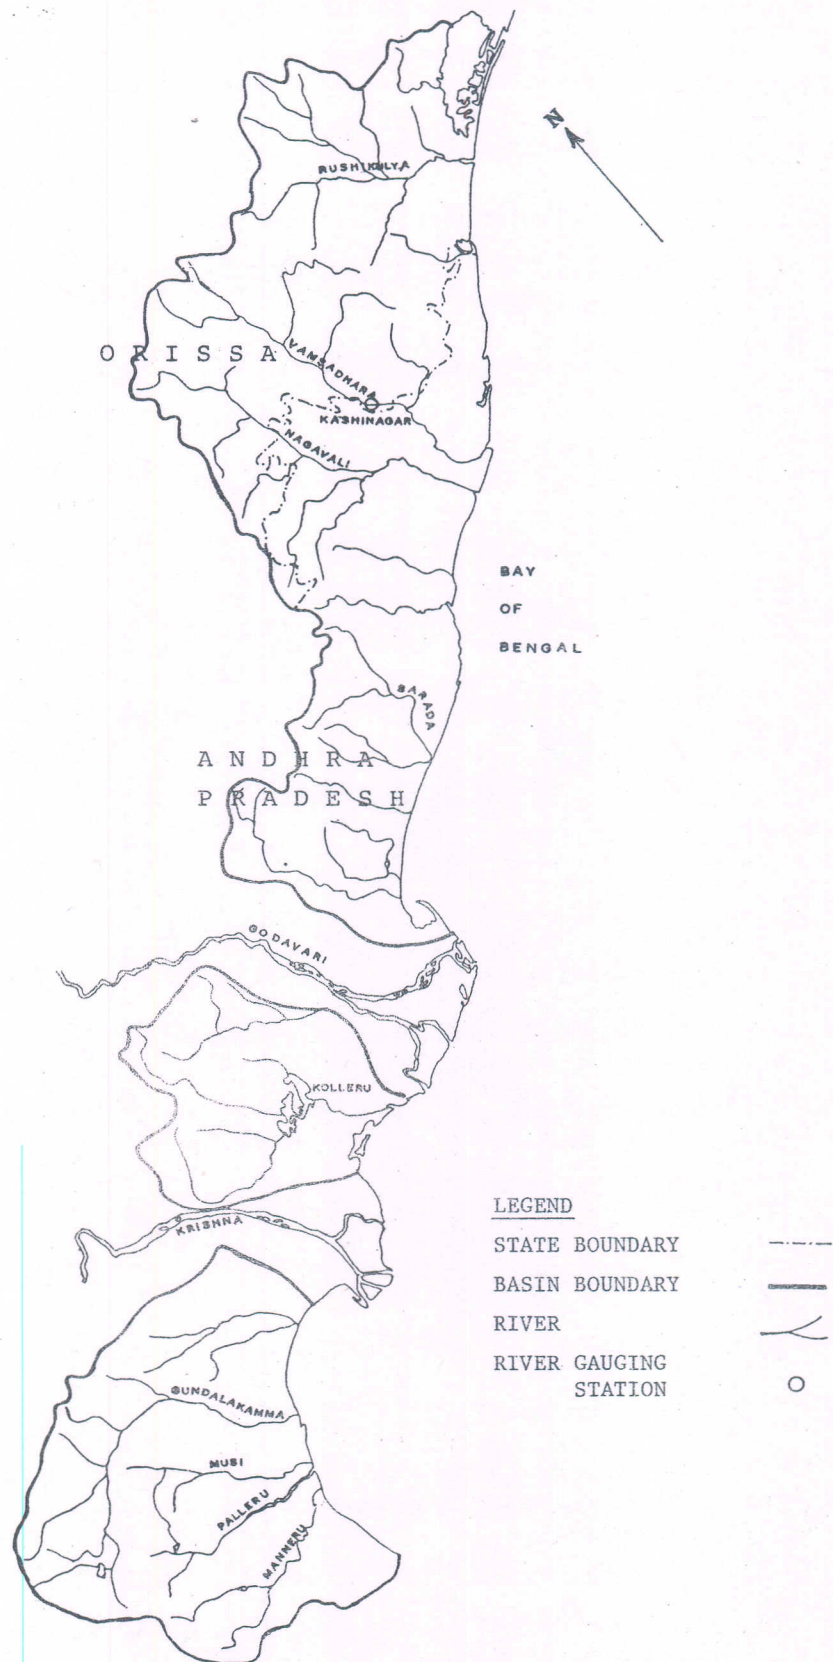 N
RUSHIKULYA
ORISSA
VAMSADHARA
KASHINAGAR
NAGAVALI
BAY
OF
BENGAL
SARADA
ANDHRA
PRADESH
GODAVARI
KOLLERU
KRISHNA
LEGEND
STATE BOUNDARY
BASIN BOUNDARY
RIVER
RIVER GAUGING
STATION
GUNDALAKAMMA
MUSI
PALLERU
MANNERU